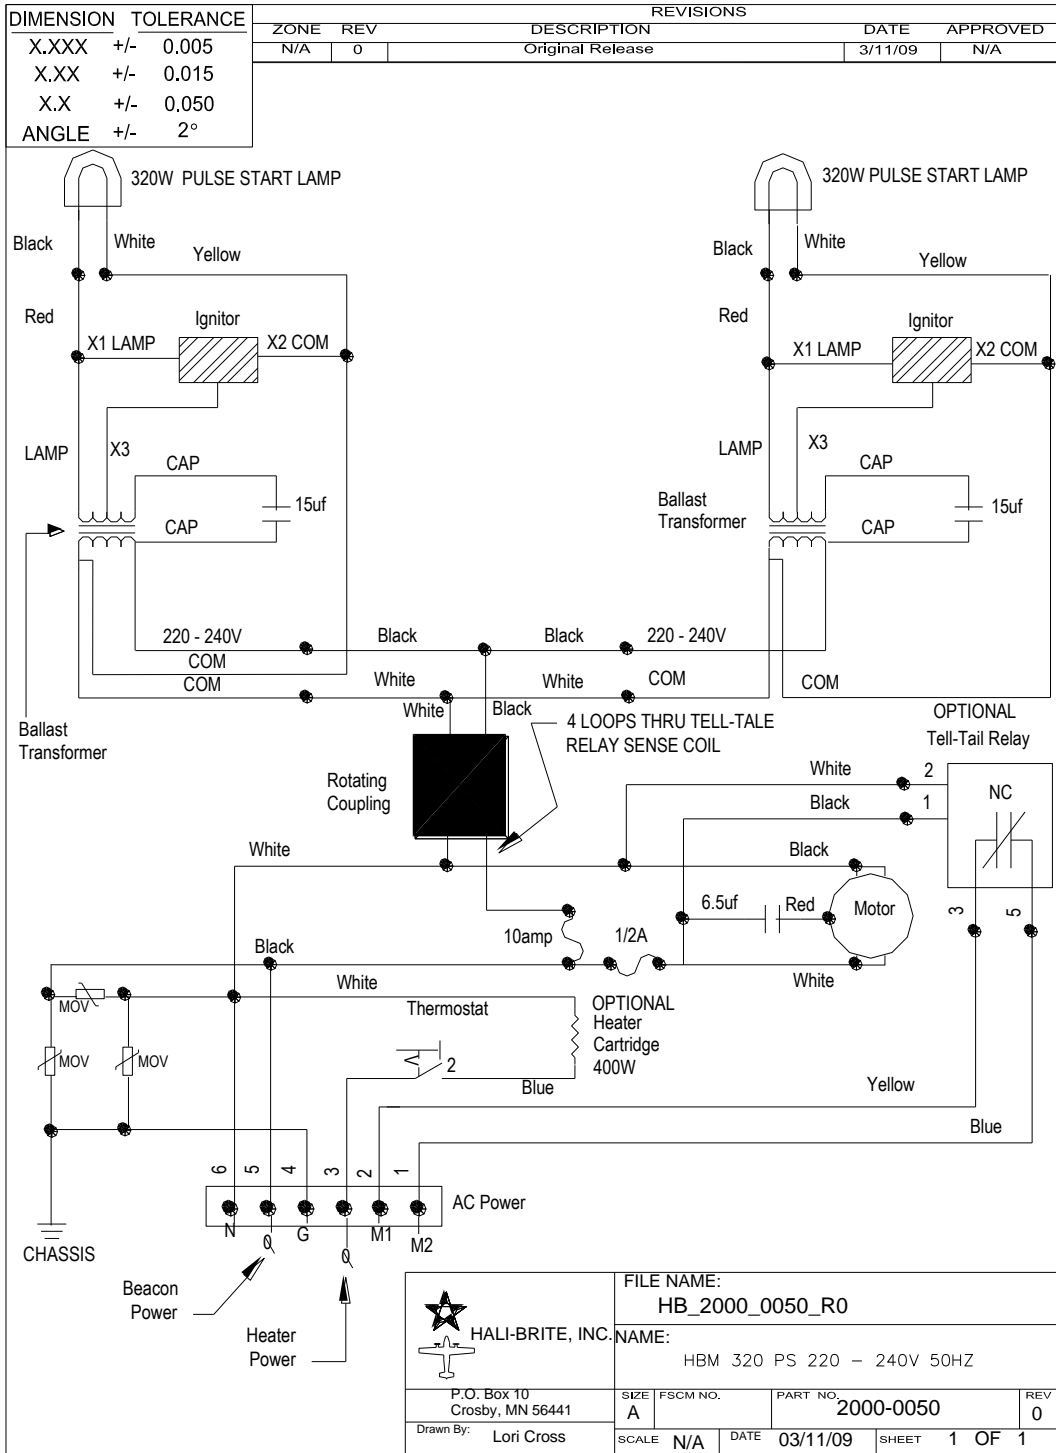 DIMENSION TOLERANCE
X.XXX +/- 0.005
X.XX +/- 0.015
X.X +/- 0.050
ANGLE +/- 2°
REVISIONS
ZONE REV DESCRIPTION DATE APPROVED
N/A 0 Original Release 3/11/09 N/A
320W PULSE START LAMP
320W PULSE START LAMP
Black White
Yellow
Black White
Yellow
Red
Ignitor
X1 LAMP X2 COM
Red
Ignitor
X1 LAMP X2 COM
LAMP X3
CAP
15uf
CAP
LAMP X3
CAP
15uf
CAP
Ballast
Transformer
220 - 240V Black Black 220 - 240V
COM
COM White White COM COM
White Black
Ballast
Transformer
4 LOOPS THRU TELL-TALE
RELAY SENSE COIL
OPTIONAL
Tell-Tail Relay
Rotating
Coupling
White 2
Black 1
NC
White
Black
6.5uf Red Motor
3 5
10amp 1/2A
Black
White
White
MOV
MOV MOV
Thermostat
2
OPTIONAL
Heater
Cartridge
400W
Blue
Yellow
Blue
6 5 4 3 2 1
AC Power
N 0 G 0 M1 M2
CHASSIS
Beacon
Power
Heater
Power
HALI-BRITE, INC.
P.O. Box 10
Crosby, MN 56441
Drawn By: Lori Cross
FILE NAME:
HB_2000_0050_R0
NAME:
HBM 320 PS 220 - 240V 50HZ
SIZE FSCM NO. PART NO. REV
A 2000-0050 0
SCALE N/A DATE 03/11/09 SHEET 1 OF 1